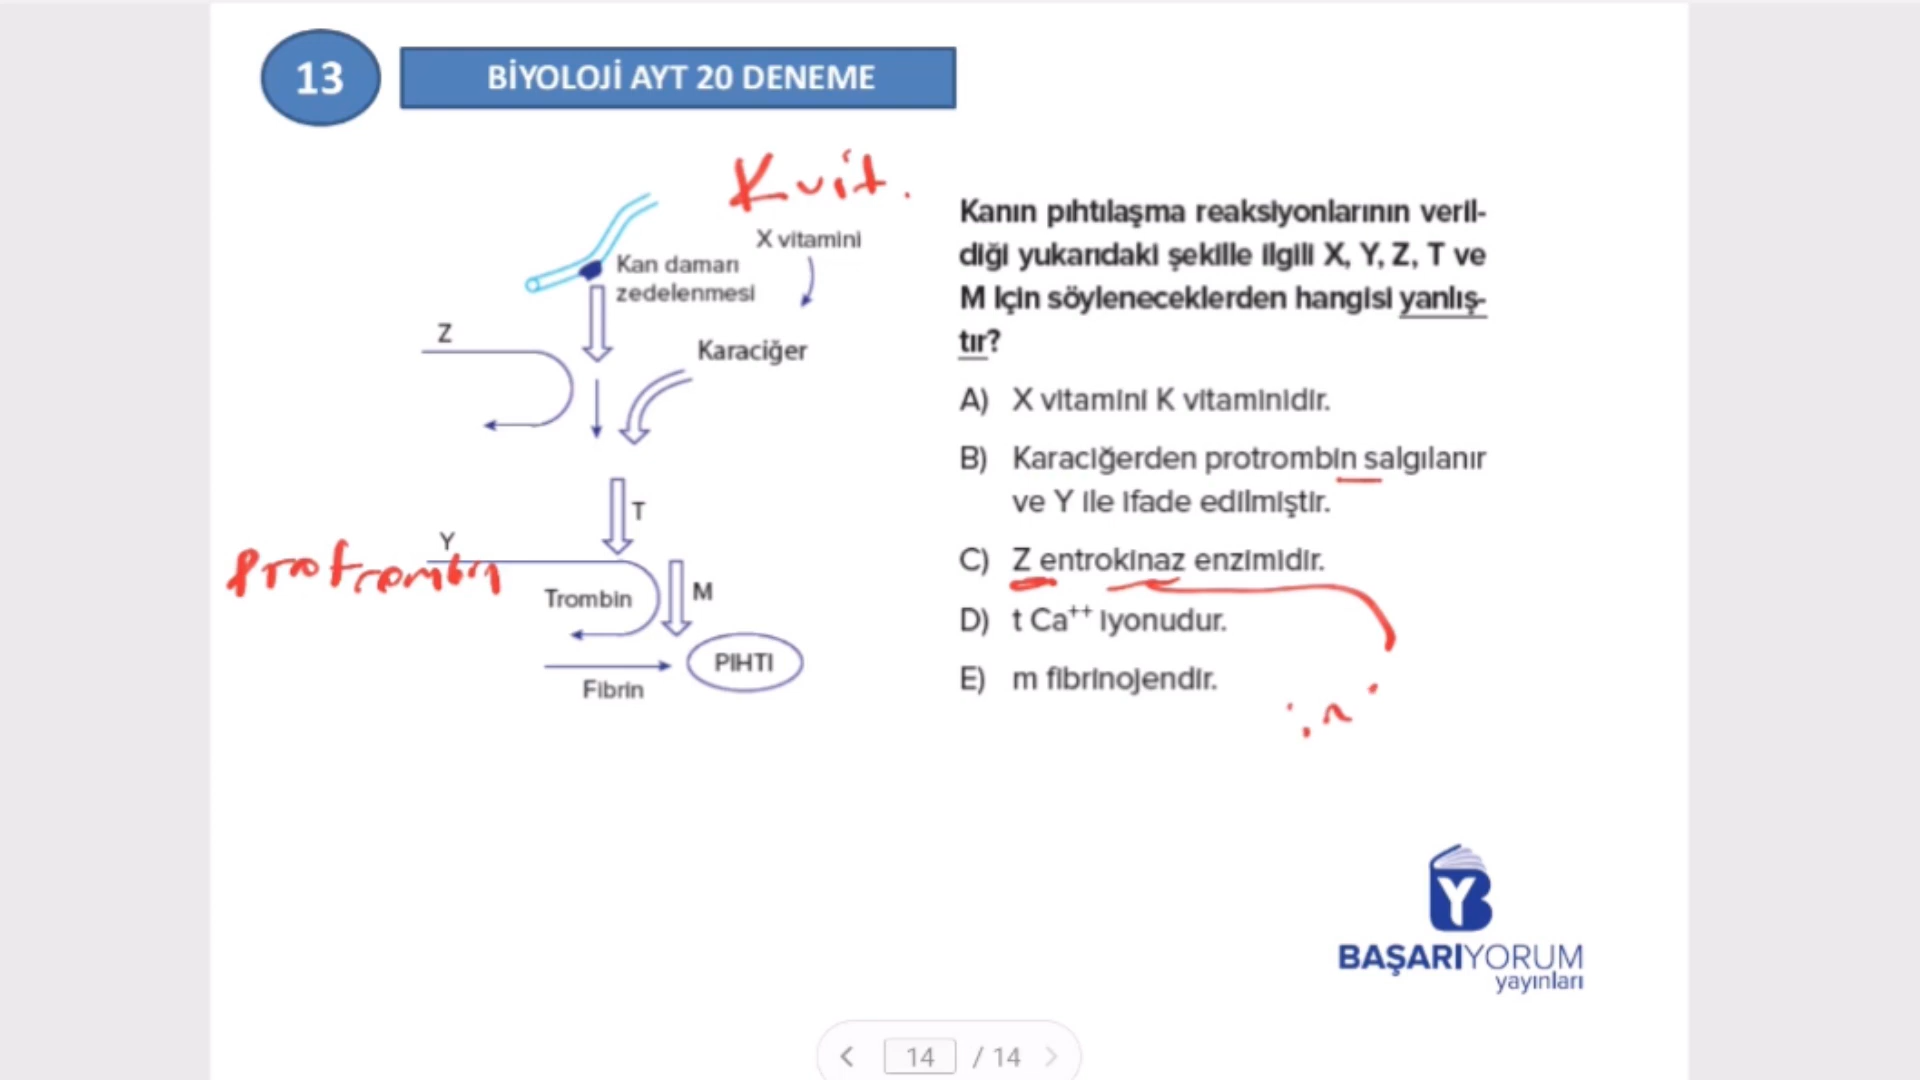 13
BİYOLOJİ AYT 20 DENEME
K vit.
X vitamini
Kan damarı
zedelenmesi
Z
Karaciğer
T
Y
Protrombin
Trombin
M
PIHTI
Fibrin
Kanın pıhtılaşma reaksiyonlarının veril-
diği yukarıdaki şekille ilgili X, Y, Z, T ve
M için söyleneceklerden hangisi yanlış-
tır?
A) X vitamini K vitaminidir.
B) Karaciğerden protrombin salgılanır
ve Y ile ifade edilmiştir.
C) Z entrokinaz enzimidir.
D) t Ca++ iyonudur.
E) m fibrinojendir.
BAŞARIYORUM
yayınları
14 / 14